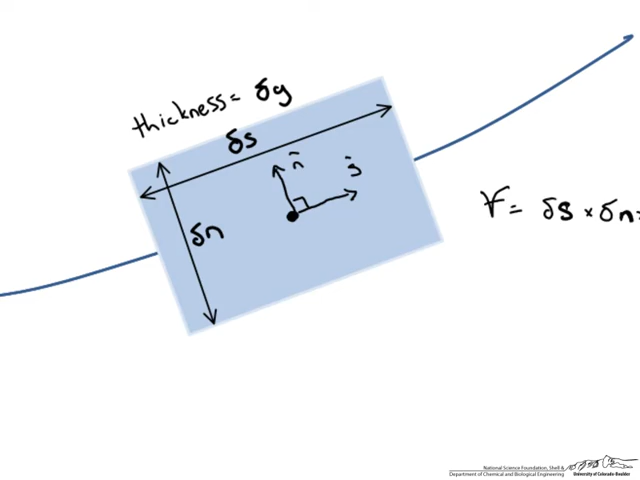 thickness = δy
δs
n̂
ŝ
δn
V = δs × δn =
National Science Foundation, Shell &
Department of Chemical and Biological Engineering
University of Colorado Boulder